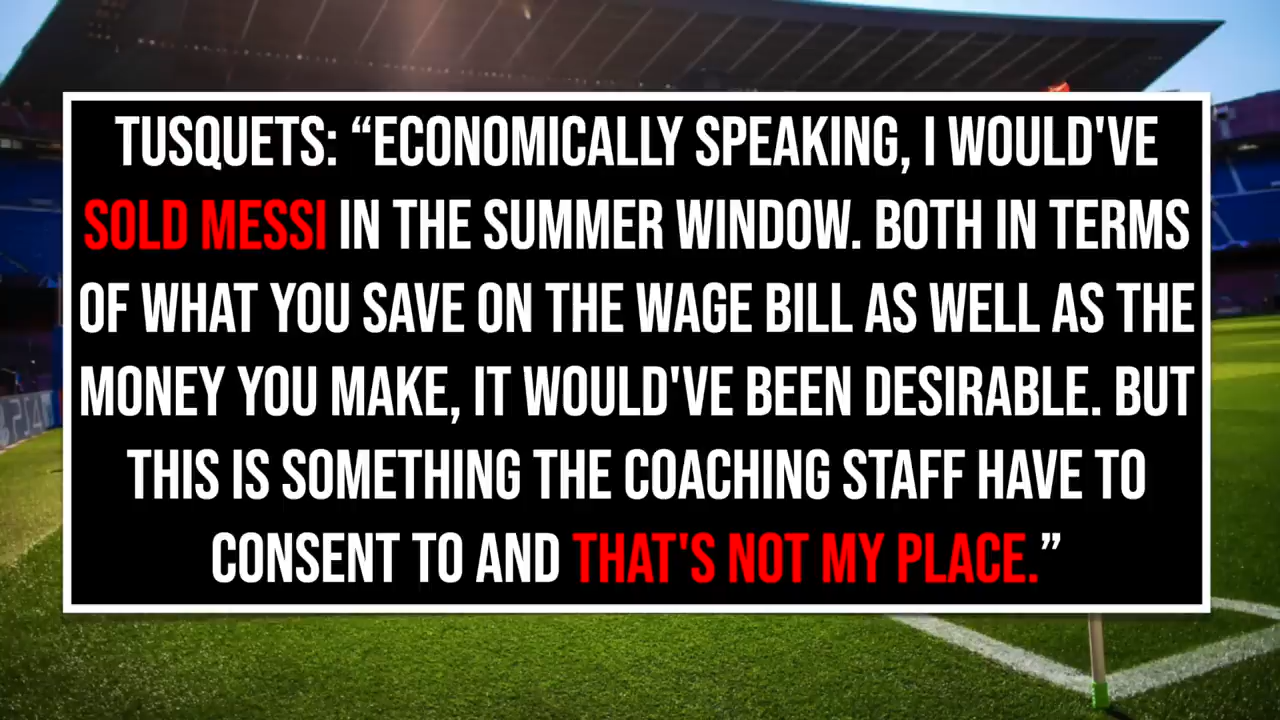 TUSQUETS: “ECONOMICALLY SPEAKING, I WOULD'VE
SOLD MESSI IN THE SUMMER WINDOW. BOTH IN TERMS
OF WHAT YOU SAVE ON THE WAGE BILL AS WELL AS THE
MONEY YOU MAKE, IT WOULD'VE BEEN DESIRABLE. BUT
THIS IS SOMETHING THE COACHING STAFF HAVE TO
CONSENT TO AND THAT'S NOT MY PLACE.”
PS4